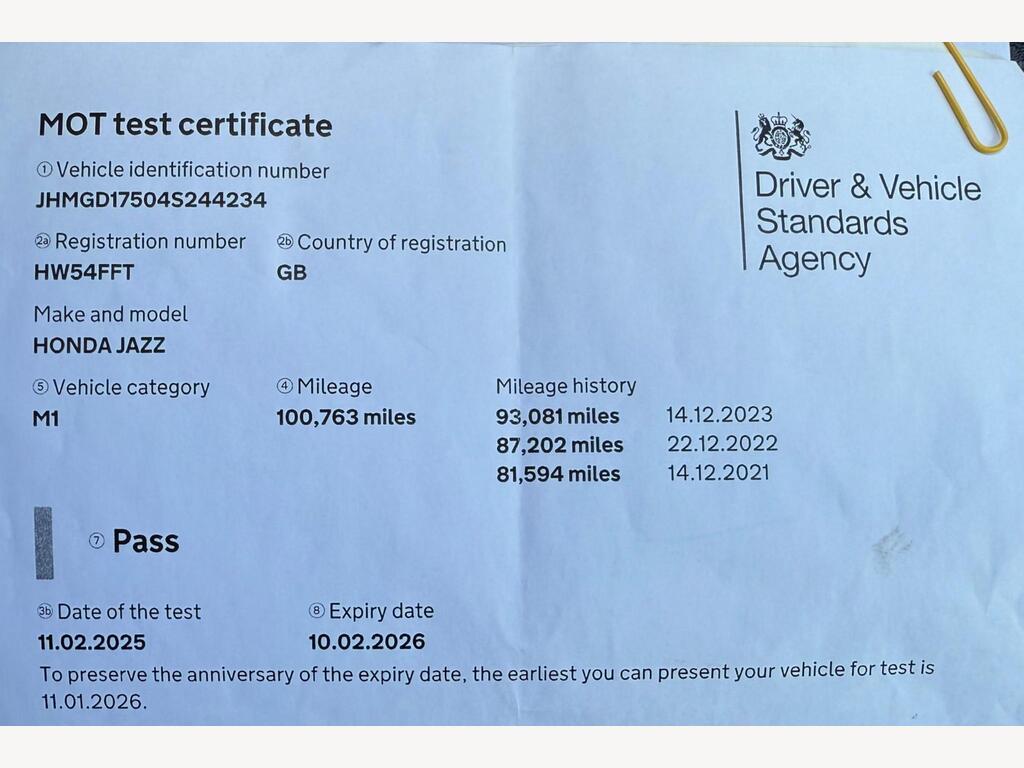 MOT test certificate
① Vehicle identification number
JHMGD17504S244234
2a Registration number 2b Country of registration
HW54FFT GB
Make and model
HONDA JAZZ
⑤ Vehicle category ④ Mileage Mileage history
M1 100,763 miles 93,081 miles 14.12.2023
87,202 miles 22.12.2022
81,594 miles 14.12.2021
⑦ Pass
3b Date of the test ⑧ Expiry date
11.02.2025 10.02.2026
To preserve the anniversary of the expiry date, the earliest you can present your vehicle for test is
11.01.2026.
Driver & Vehicle
Standards
Agency